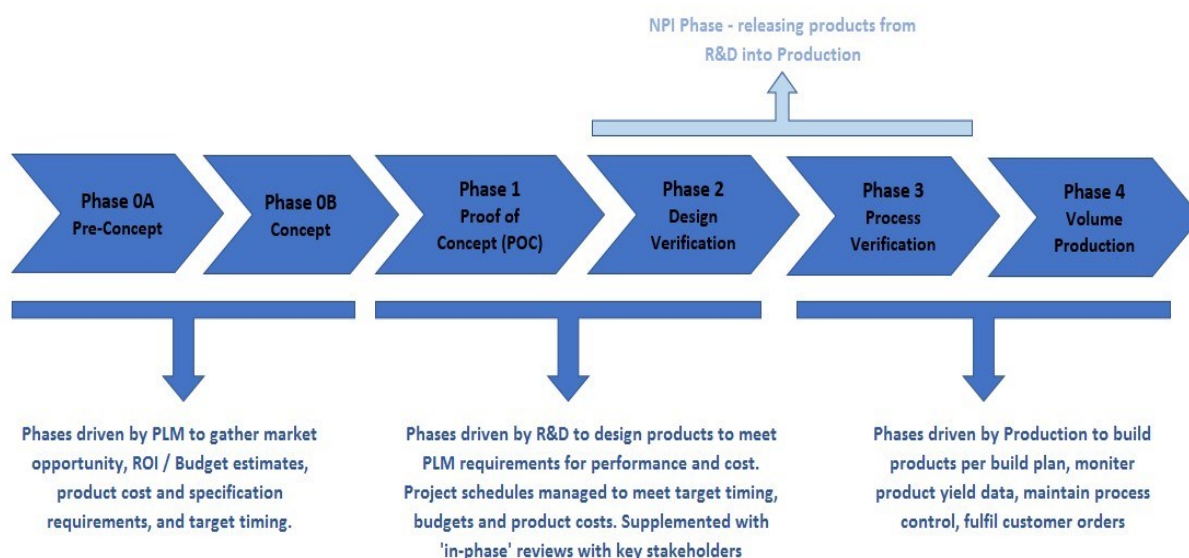 NPI Phase - releasing products from
R&D into Production
Phase 0A
Pre-Concept
Phase 0B
Concept
Phase 1
Proof of
Concept (POC)
Phase 2
Design
Verification
Phase 3
Process
Verification
Phase 4
Volume
Production
Phases driven by PLM to gather market
opportunity, ROI / Budget estimates,
product cost and specification
requirements, and target timing.
Phases driven by R&D to design products to meet
PLM requirements for performance and cost.
Project schedules managed to meet target timing,
budgets and product costs. Supplemented with
'in-phase' reviews with key stakeholders
Phases driven by Production to build
products per build plan, moniter
product yield data, maintain process
control, fulfil customer orders